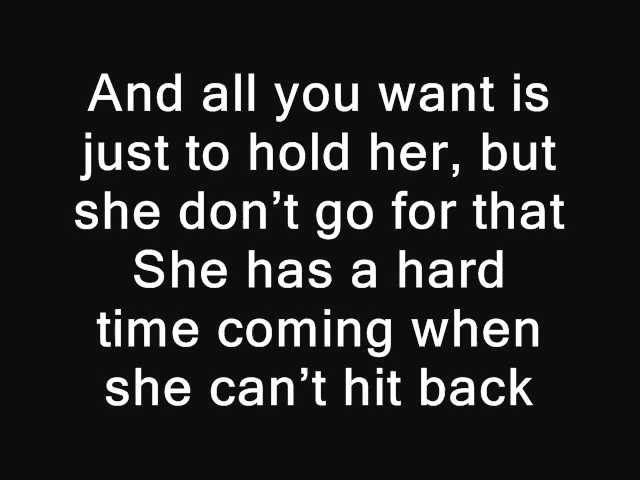 And all you want is
just to hold her, but
she don’t go for that
She has a hard
time coming when
she can’t hit back